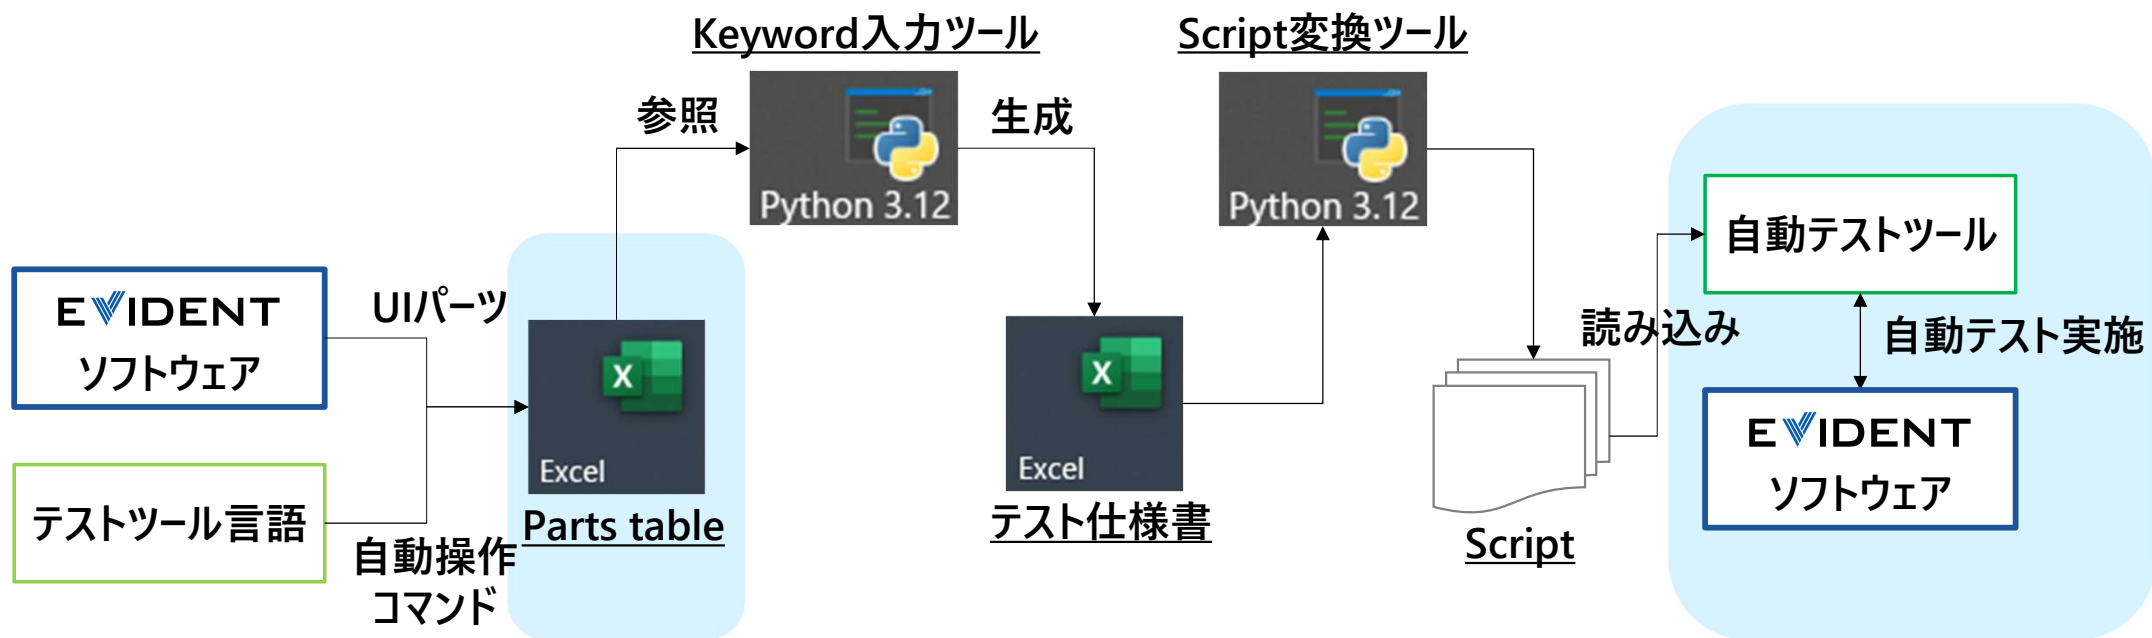 Keyword入力ツール
Script変換ツール
参照
生成
Python 3.12
Python 3.12
EVIDENT
ソフトウェア
UIパーツ
Excel
Parts table
テストツール言語
自動操作
コマンド
Excel
テスト仕様書
Script
読み込み
自動テストツール
自動テスト実施
EVIDENT
ソフトウェア